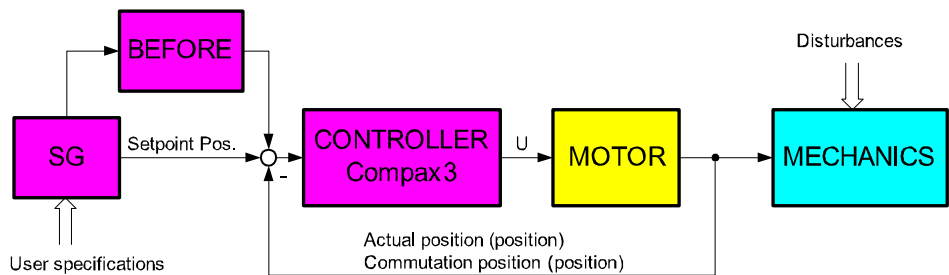 BEFORE
Disturbances
SG
Setpoint Pos.
-
CONTROLLER
Compax3
U
MOTOR
MECHANICS
Actual position (position)
Commutation position (position)
User specifications